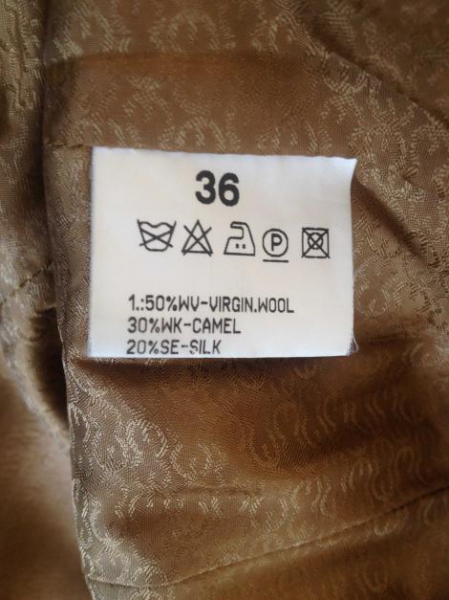 36
P
1.:50%WV-VIRGIN.WOOL
30%WK-CAMEL
20%SE-SILK